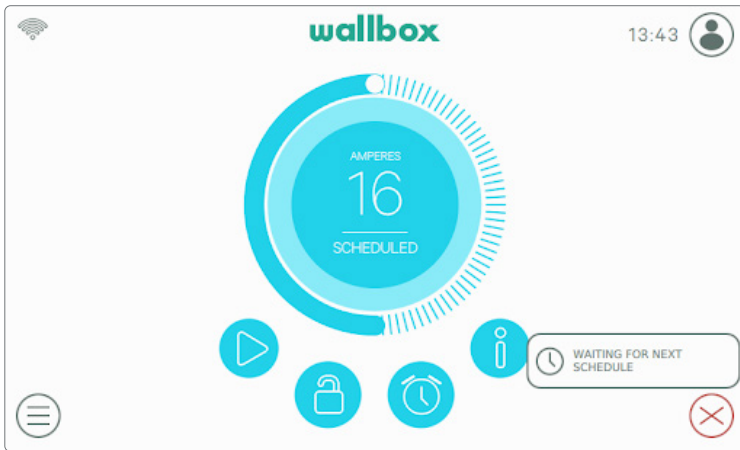 wallbox
13:43
AMPERES
16
SCHEDULED
WAITING FOR NEXT
SCHEDULE